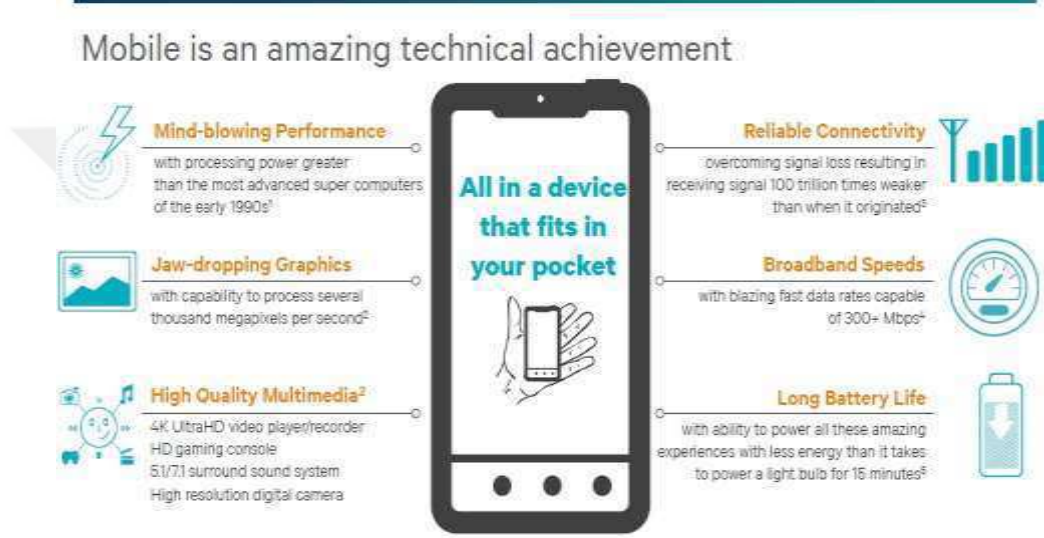 Mobile is an amazing technical achievement
Mind-blowing Performance
with processing power greater
than the most advanced super computers
of the early 1990s¹
Jaw-dropping Graphics
with capability to process several
thousand megapixels per second²
High Quality Multimedia²
4K UltraHD video player/recorder
HD gaming console
5.1/7.1 surround sound system
High resolution digital camera
All in a device
that fits in
your pocket
Reliable Connectivity
overcoming signal loss resulting in
receiving signal 100 trillion times weaker
than when it originated³
Broadband Speeds
with blazing fast data rates capable
of 300+ Mbps⁴
Long Battery Life
with ability to power all these amazing
experiences with less energy than it takes
to power a light bulb for 15 minutes⁵